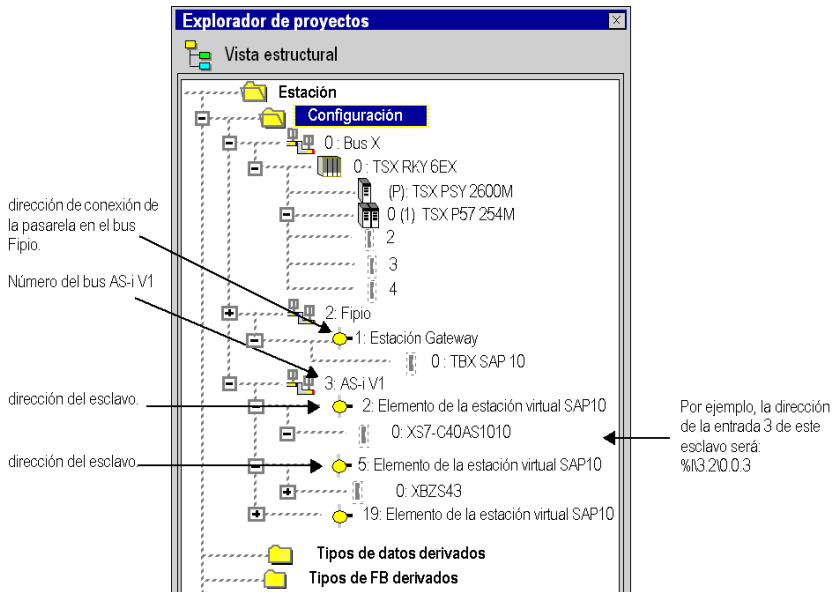 Explorador de proyectos
Vista estructural
Estación
Configuración
0 : Bus X
0 : TSX RKY 6EX
(P): TSX PSY 2600M
0 (1) TSX P57 254M
2
3
4
2: Fipio
1: Estación Gateway
0 : TBX SAP 10
3: AS-i V1
2: Elemento de la estación virtual SAP10
0: XS7-C40AS1010
5: Elemento de la estación virtual SAP10
0: XBZS43
19: Elemento de la estación virtual SAP10
Tipos de datos derivados
Tipos de FB derivados
dirección de conexión de
la pasarela en el bus
Fipio.
Número del bus AS-i V1
dirección del esclavo.
dirección del esclavo.
Por ejemplo, la dirección
de la entrada 3 de este
esclavo será:
%I\3.2\0.0.3